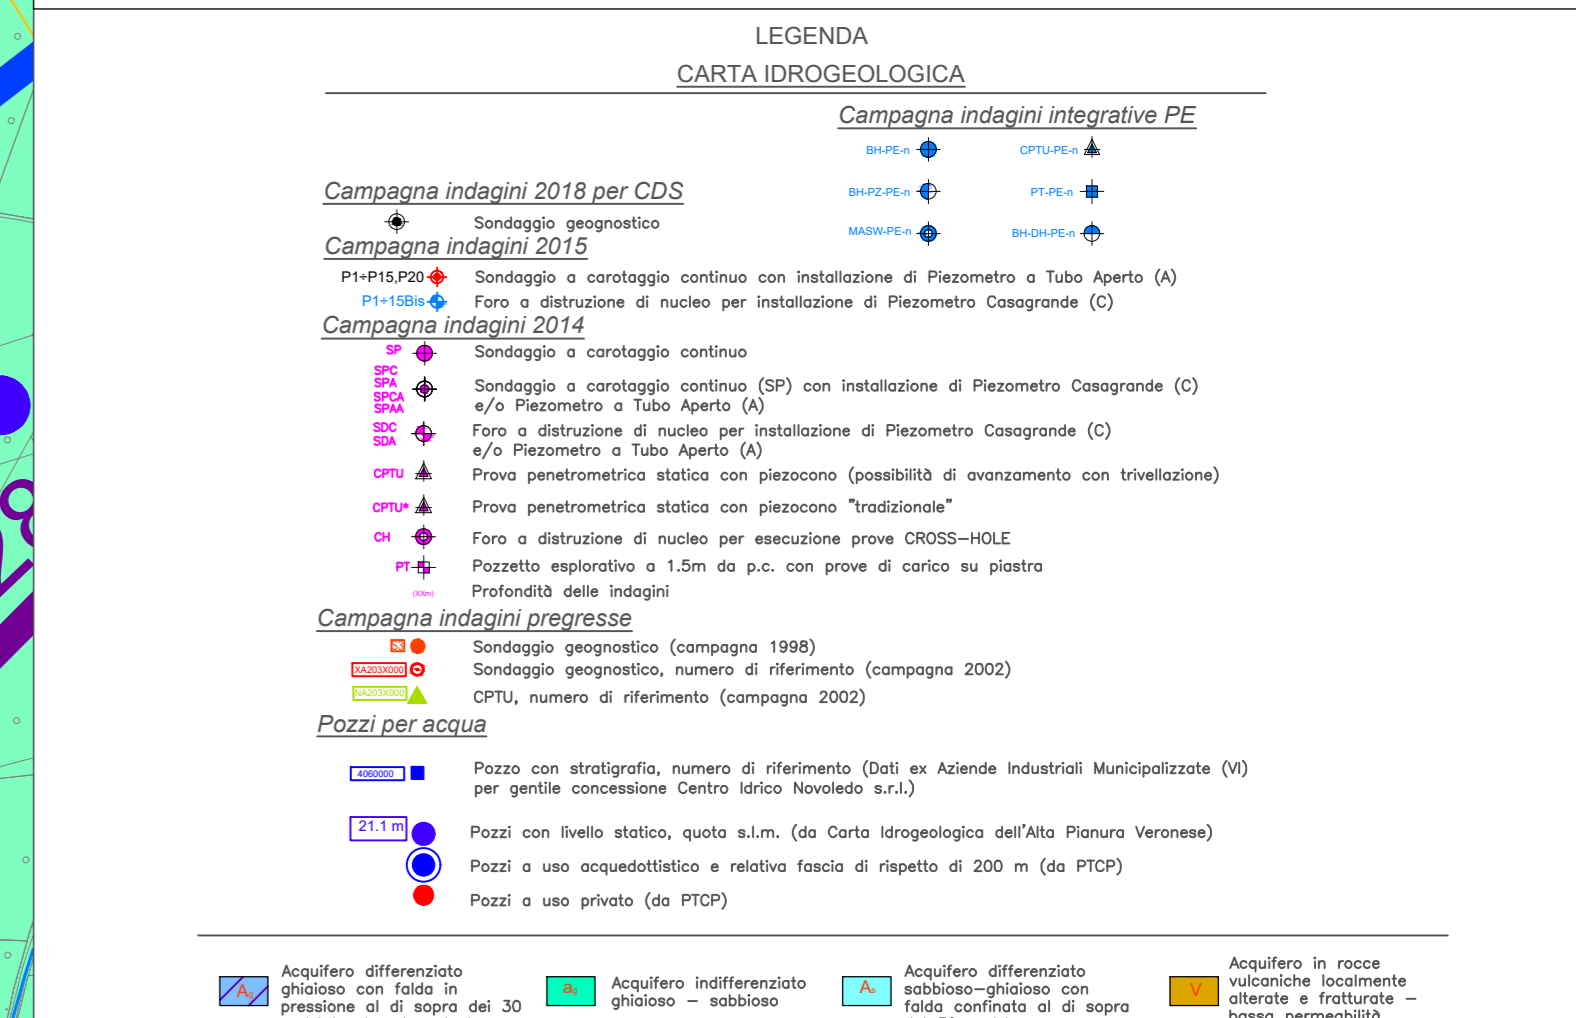 LEGENDA
CARTA IDROGEOLOGICA
Campagna indagini integrative PE
BH-PE-n CPTU-PE-n
BH-PZ-PE-n PT-PE-n
MASW-PE-n BH-DH-PE-n
Campagna indagini 2018 per CDS
Sondaggio geognostico
Campagna indagini 2015
P1÷P15,P20 Sondaggio a carotaggio continuo con installazione di Piezometro a Tubo Aperto (A)
P1÷15Bis Foro a distruzione di nucleo per installazione di Piezometro Casagrande (C)
Campagna indagini 2014
SP Sondaggio a carotaggio continuo
SPC
SPA
SPCA
SPAA
Sondaggio a carotaggio continuo (SP) con installazione di Piezometro Casagrande (C)
e/o Piezometro a Tubo Aperto (A)
SDC
SDA
Foro a distruzione di nucleo per installazione di Piezometro Casagrande (C)
e/o Piezometro a Tubo Aperto (A)
CPTU Prova penetrometrica statica con piezocono (possibilità di avanzamento con trivellazione)
CPTU* Prova penetrometrica statica con piezocono "tradizionale"
CH Foro a distruzione di nucleo per esecuzione prove CROSS-HOLE
PT Pozzetto esplorativo a 1.5m da p.c. con prove di carico su piastra
(XXm) Profondità delle indagini
Campagna indagini pregresse
S3 Sondaggio geognostico (campagna 1998)
XA203X000 Sondaggio geognostico, numero di riferimento (campagna 2002)
NA203X000 CPTU, numero di riferimento (campagna 2002)
Pozzi per acqua
4060000 Pozzo con stratigrafia, numero di riferimento (Dati ex Aziende Industriali Municipalizzate (VI)
per gentile concessione Centro Idrico Novoledo s.r.l.)
21.1 m Pozzi con livello statico, quota s.l.m. (da Carta Idrogeologica dell'Alta Pianura Veronese)
Pozzi a uso acquedottistico e relativa fascia di rispetto di 200 m (da PTCP)
Pozzi a uso privato (da PTCP)
Ag
Acquifero differenziato
ghiaioso con falda in
pressione al di sopra dei 30
ag
Acquifero indifferenziato
ghiaioso – sabbioso
As
Acquifero differenziato
sabbioso–ghiaioso con
falda confinata al di sopra
V
Acquifero in rocce
vulcaniche localmente
alterate e fratturate –
bassa permeabilità